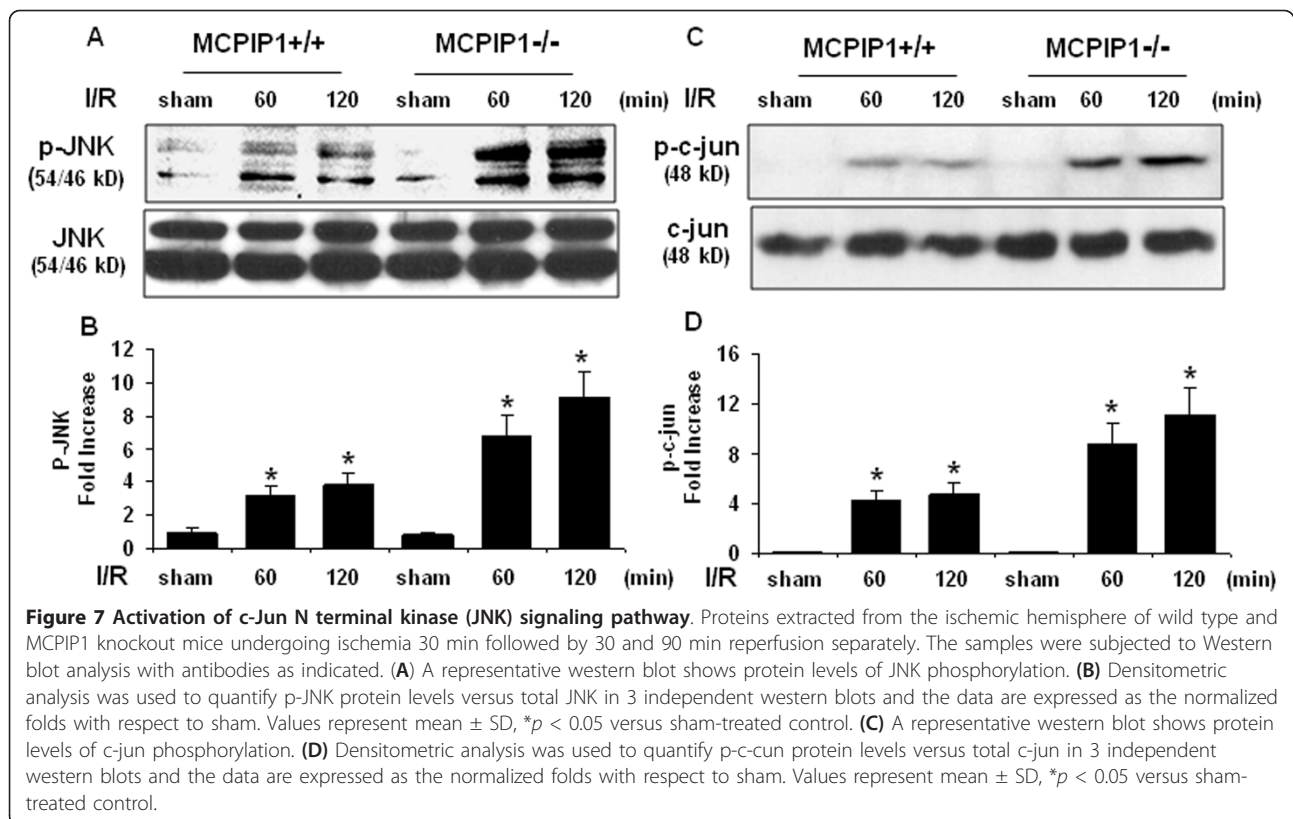 A MCPIP1+/+ MCPIP1-/- C MCPIP1+/+ MCPIP1-/-
I/R sham 60 120 sham 60 120 (min) I/R sham 60 120 sham 60 120 (min)
p-JNK
(54/46 kD)
JNK
(54/46 kD)
p-c-jun
(48 kD)
c-jun
(48 kD)
B
P-JNK
Fold Increase
12
10
8
6
4
2
0
* * * *
I/R sham 60 120 sham 60 120 (min)
D
p-c-jun
Fold Increase
16
12
8
4
0
* * * *
I/R sham 60 120 sham 60 120 (min)
Figure 7 Activation of c-Jun N terminal kinase (JNK) signaling pathway. Proteins extracted from the ischemic hemisphere of wild type and
MCPIP1 knockout mice undergoing ischemia 30 min followed by 30 and 90 min reperfusion separately. The samples were subjected to Western
blot analysis with antibodies as indicated. (A) A representative western blot shows protein levels of JNK phosphorylation. (B) Densitometric
analysis was used to quantify p-JNK protein levels versus total JNK in 3 independent western blots and the data are expressed as the normalized
folds with respect to sham. Values represent mean ± SD, *p < 0.05 versus sham-treated control. (C) A representative western blot shows protein
levels of c-jun phosphorylation. (D) Densitometric analysis was used to quantify p-c-cun protein levels versus total c-jun in 3 independent
western blots and the data are expressed as the normalized folds with respect to sham. Values represent mean ± SD, *p < 0.05 versus sham-
treated control.